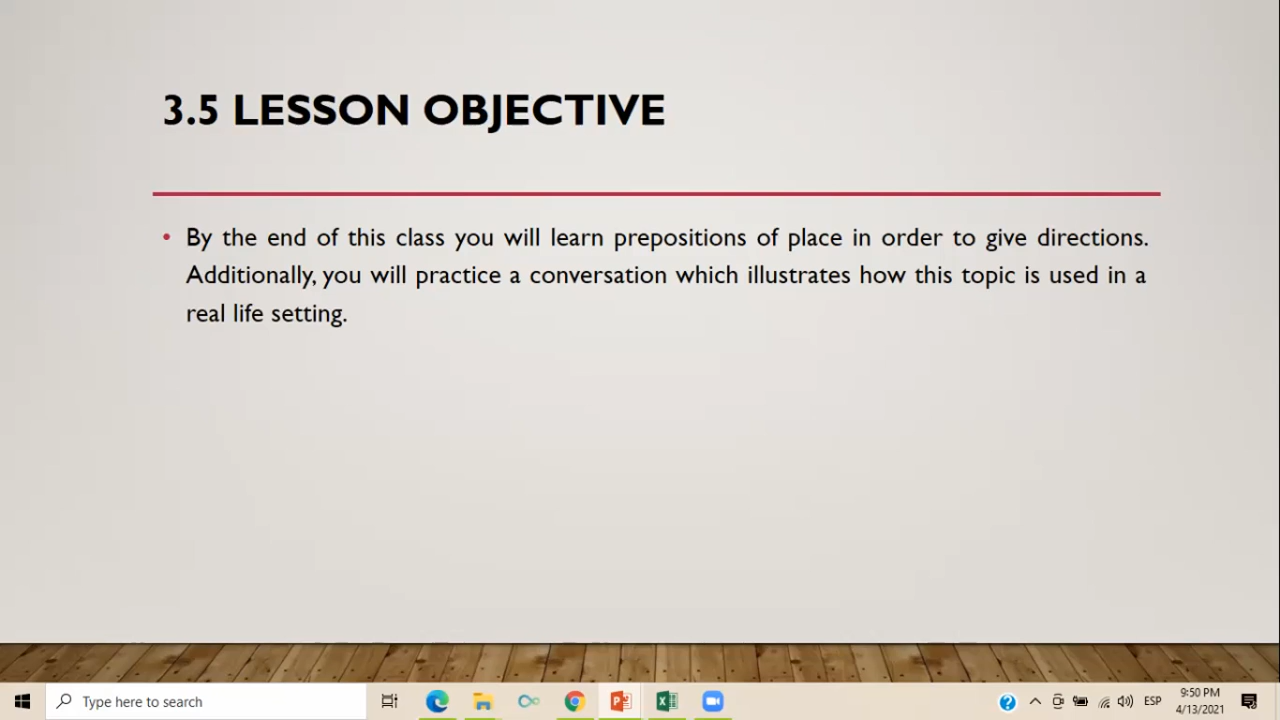 3.5 LESSON OBJECTIVE
• By the end of this class you will learn prepositions of place in order to give directions.
Additionally, you will practice a conversation which illustrates how this topic is used in a
real life setting.
Type here to search
ESP
9:50 PM
4/13/2021